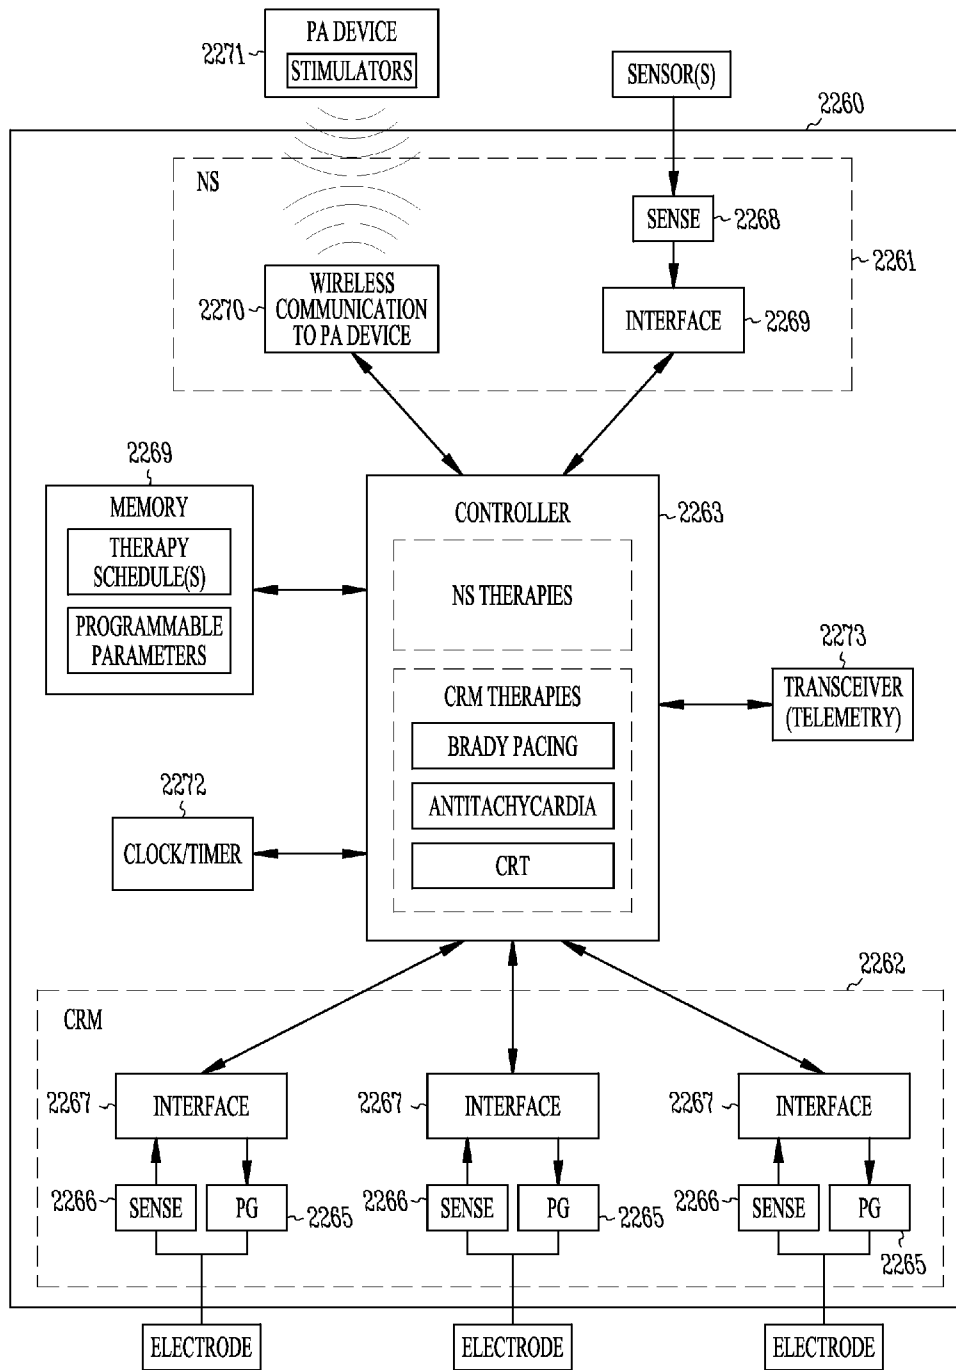 PA DEVICE
STIMULATORS
2271
SENSOR(S)
2260
NS
SENSE
2268
2261
WIRELESS
COMMUNICATION
TO PA DEVICE
2270
INTERFACE
2269
2269
MEMORY
THERAPY
SCHEDULE(S)
PROGRAMMABLE
PARAMETERS
CONTROLLER
2263
NS THERAPIES
CRM THERAPIES
BRADY PACING
ANTITACHYCARDIA
CRT
2273
TRANSCEIVER
(TELEMETRY)
2272
CLOCK/TIMER
2262
CRM
2267
INTERFACE
2267
INTERFACE
2267
INTERFACE
2266
SENSE
PG
2265
2266
SENSE
PG
2265
2266
SENSE
PG
2265
ELECTRODE
ELECTRODE
ELECTRODE